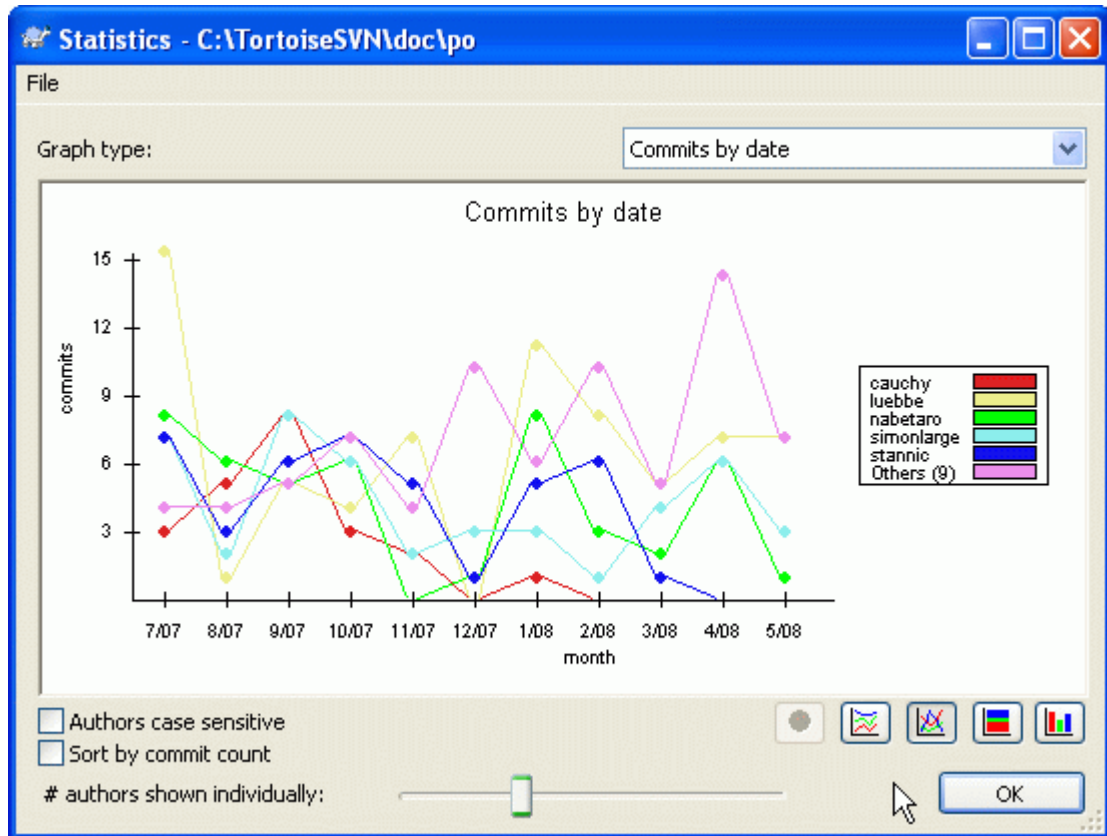 Statistics - C:\TortoiseSVN\doc\po
File
Graph type:
Commits by date
Commits by date
15
12
9
6
3
commits
7/07 8/07 9/07 10/07 11/07 12/07 1/08 2/08 3/08 4/08 5/08
month
cauchy
luebbe
nabetaro
simonlarge
stannic
Others (9)
Authors case sensitive
Sort by commit count
# authors shown individually:
OK